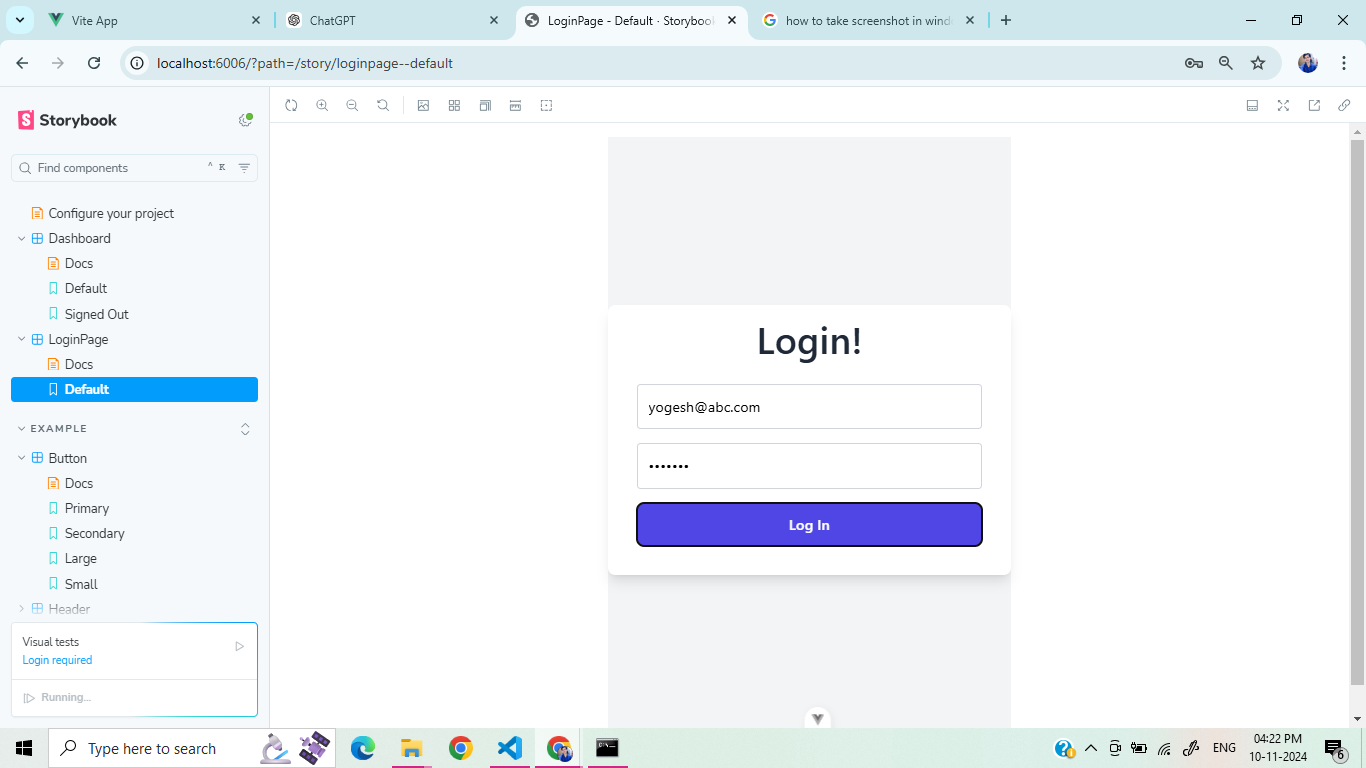 Vite App
ChatGPT
LoginPage - Default · Storybook
how to take screenshot in wind
localhost:6006/?path=/story/loginpage--default
Storybook
Find components
^ K
Configure your project
Dashboard
Docs
Default
Signed Out
LoginPage
Docs
Default
EXAMPLE
Button
Docs
Primary
Secondary
Large
Small
Header
Visual tests
Login required
Running...
Login!
yogesh@abc.com
•••••••
Log In
Type here to search
ENG
04:22 PM
10-11-2024
6